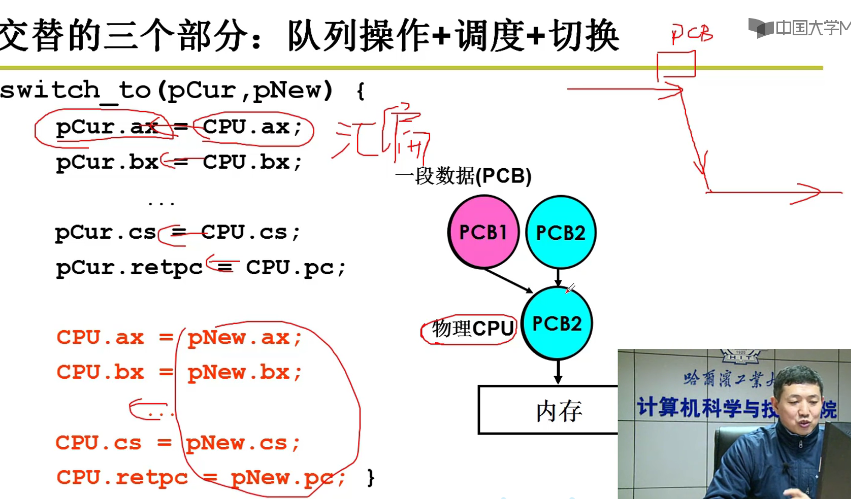 交替的三个部分：队列操作+调度+切换
中国大学M
PCB
switch_to(pCur,pNew) {
pCur.ax = CPU.ax;
pCur.bx = CPU.bx;
...
pCur.cs = CPU.cs;
pCur.retpc = CPU.pc;
汇编
一段数据(PCB)
PCB1
PCB2
物理CPU
PCB2
内存
CPU.ax = pNew.ax;
CPU.bx = pNew.bx;
...
CPU.cs = pNew.cs;
CPU.retpc = pNew.pc; }
哈尔滨工业大
计算机科学与技 院